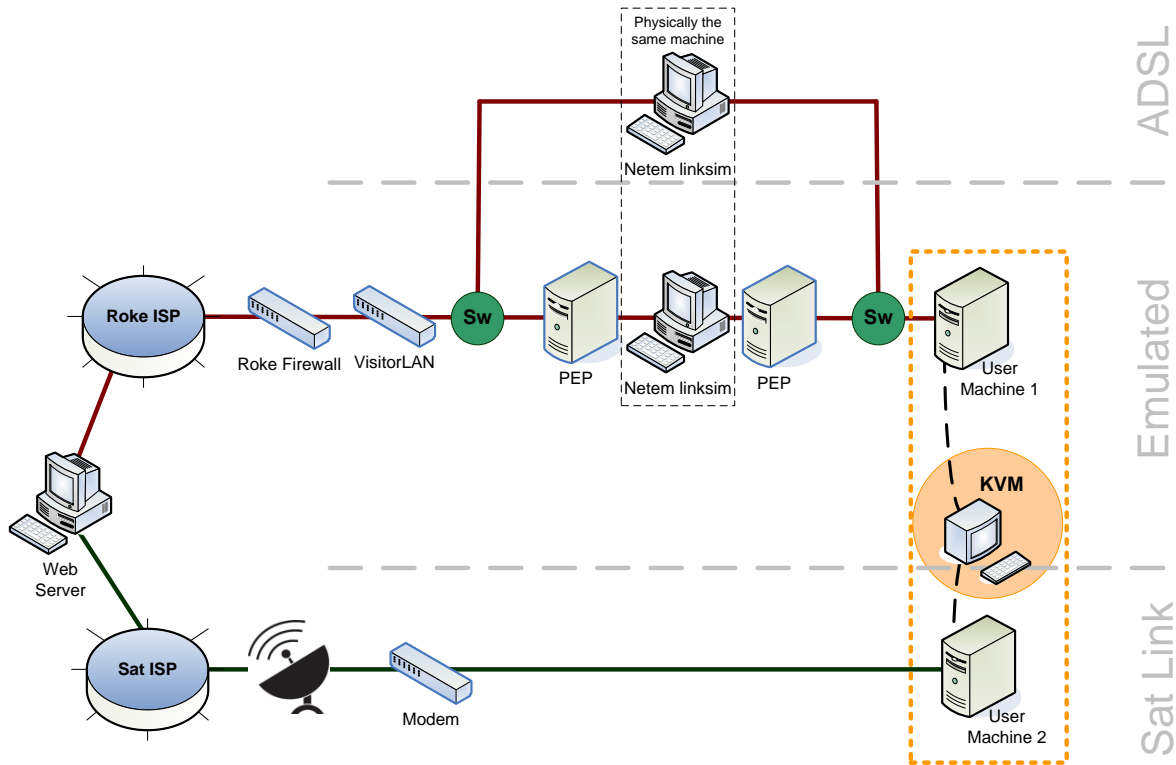 Physically the
same machine
ADSL
Netem linksim
Roke ISP
Roke Firewall
VisitorLAN
Sw
PEP
Netem linksim
PEP
Sw
User
Machine 1
Emulated
KVM
Web
Server
Sat ISP
Modem
User
Machine 2
Sat Link